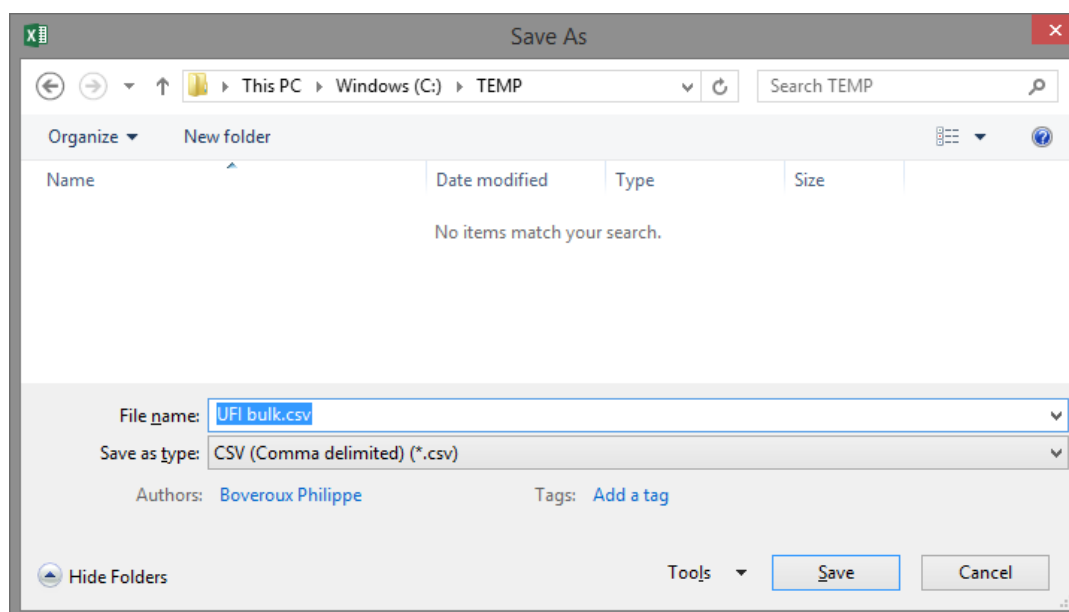 Save As
This PC Windows (C:) TEMP Search TEMP
Organize New folder
Name Date modified Type Size
No items match your search.
File name: UFI bulk.csv
Save as type: CSV (Comma delimited) (*.csv)
Authors: Boveroux Philippe Tags: Add a tag
Hide Folders Tools Save Cancel